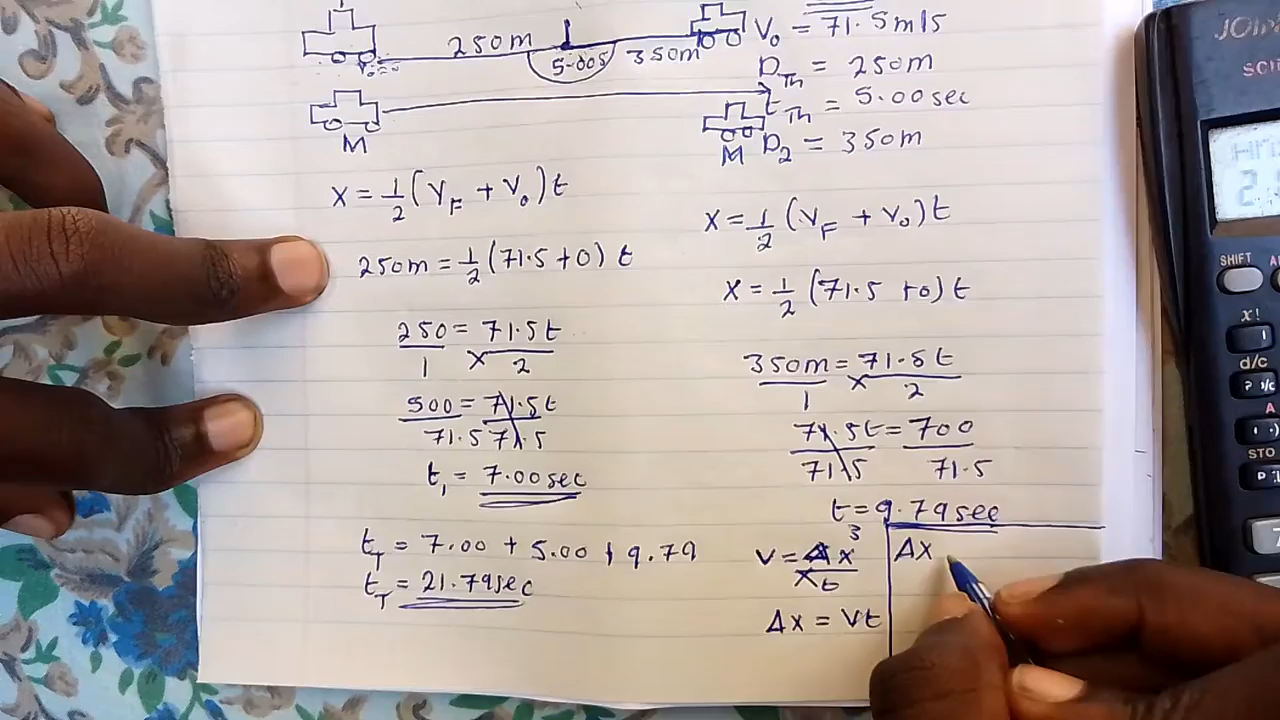 250m 5.00s 350m
V₀ = 71.5m/s
D_Th = 250m
t_Th = 5.00sec
D₂ = 350m
M
M
X = 1/2 (V_F + V₀)t
250m = 1/2 (71.5+0) t
250/1 = 71.5t/2
500/71.5 = 71.5t/71.5
t₁ = 7.00sec
t_T = 7.00 + 5.00 + 9.79
t_T = 21.79sec
X = 1/2 (V_F + V₀)t
X = 1/2 (71.5 +0) t
350m/1 = 71.5t/2
71.5t/71.5 = 700/71.5
t₃ = 9.79sec
V = Δx/t
Δx = Vt
Δx
SHIFT
x!
d/c
STO